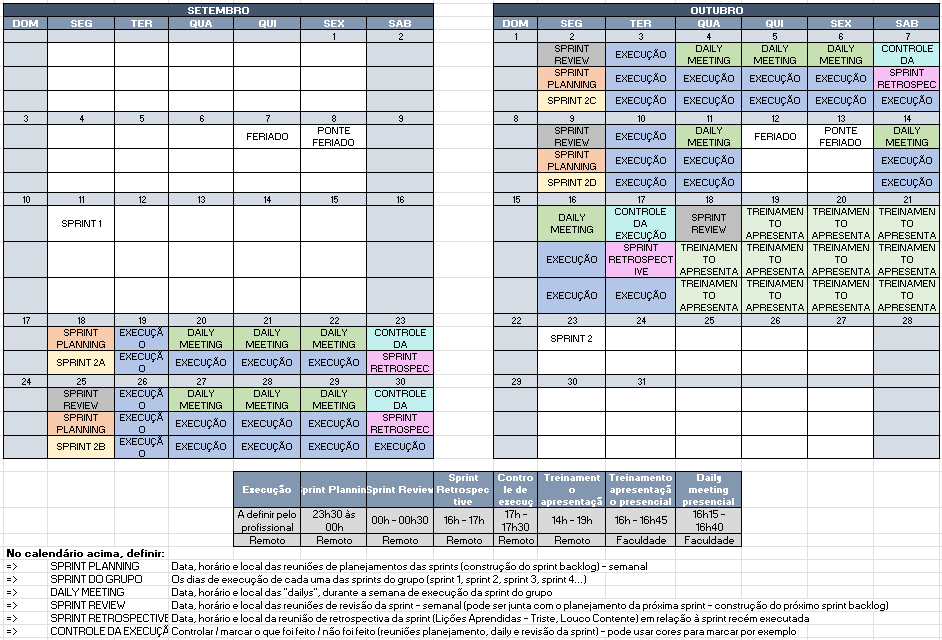 SETEMBRO
DOM SEG TER QUA QUI SEX SAB
1 2
3 4 5 6 7 8 9
FERIADO PONTE FERIADO
10 11 12 13 14 15 16
SPRINT 1
17 18 19 20 21 22 23
SPRINT PLANNING EXECUÇÃO DAILY MEETING DAILY MEETING DAILY MEETING CONTROLE DA
SPRINT 2A EXECUÇÃO EXECUÇÃO EXECUÇÃO EXECUÇÃO SPRINT RETROSPEC
24 25 26 27 28 29 30
SPRINT REVIEW EXECUÇÃO DAILY MEETING DAILY MEETING DAILY MEETING CONTROLE DA
SPRINT PLANNING EXECUÇÃO EXECUÇÃO EXECUÇÃO EXECUÇÃO SPRINT RETROSPEC
SPRINT 2B EXECUÇÃO EXECUÇÃO EXECUÇÃO EXECUÇÃO EXECUÇÃO
OUTUBRO
DOM SEG TER QUA QUI SEX SAB
1 2 3 4 5 6 7
SPRINT REVIEW EXECUÇÃO DAILY MEETING DAILY MEETING DAILY MEETING CONTROLE DA
SPRINT PLANNING EXECUÇÃO EXECUÇÃO EXECUÇÃO EXECUÇÃO SPRINT RETROSPEC
SPRINT 2C EXECUÇÃO EXECUÇÃO EXECUÇÃO EXECUÇÃO EXECUÇÃO
8 9 10 11 12 13 14
SPRINT REVIEW EXECUÇÃO DAILY MEETING FERIADO PONTE FERIADO DAILY MEETING
SPRINT PLANNING EXECUÇÃO EXECUÇÃO EXECUÇÃO
SPRINT 2D EXECUÇÃO EXECUÇÃO EXECUÇÃO
15 16 17 18 19 20 21
DAILY MEETING CONTROLE DA EXECUÇÃO SPRINT REVIEW TREINAMENTO APRESENTA TREINAMENTO APRESENTA TREINAMENTO APRESENTA
EXECUÇÃO SPRINT RETROSPECTIVE TREINAMENTO APRESENTA TREINAMENTO APRESENTA TREINAMENTO APRESENTA TREINAMENTO APRESENTA
EXECUÇÃO EXECUÇÃO TREINAMENTO APRESENTA TREINAMENTO APRESENTA TREINAMENTO APRESENTA TREINAMENTO APRESENTA
22 23 24 25 26 27 28
SPRINT 2
29 30 31
Execução Sprint Plannin Sprint Review Sprint Retrospective Controle de execuç Treinamento apresentaçã Treinamento apresentação presencial Daily meeting presencial
A definir pelo profissional 23h30 às 00h 00h - 00h30 16h - 17h 17h - 17h30 14h - 19h 16h - 16h45 16h15 - 16h40
Remoto Remoto Remoto Remoto Remoto Remoto Faculdade Faculdade
No calendário acima, definir:
=> SPRINT PLANNING Data, horário e local das reuniões de planejamentos das sprints (construção do sprint backlog) - semanal
=> SPRINT DO GRUPO Os dias de execução de cada uma das sprints do grupo (sprint 1, sprint 2, sprint 3, sprint 4...)
=> DAILY MEETING Data, horário e local das "dailys", durante a semana de execução da sprint do grupo
=> SPRINT REVIEW Data, horário e local das reuniões de revisão da sprint - semanal (pode ser junta com o planejamento da próxima sprint - construção do próximo sprint backlog)
=> SPRINT RETROSPECTIVE Data, horário e local da reunião de retrospectiva da sprint (Lições Aprendidas - Triste, Louco Contente) em relação à sprint recém executada
=> CONTROLE DA EXECUÇÃ Controlar / marcar o que foi feito / não foi feito (reuniões planejamento, daily e revisão da sprint) - pode usar cores para marcar por exemplo